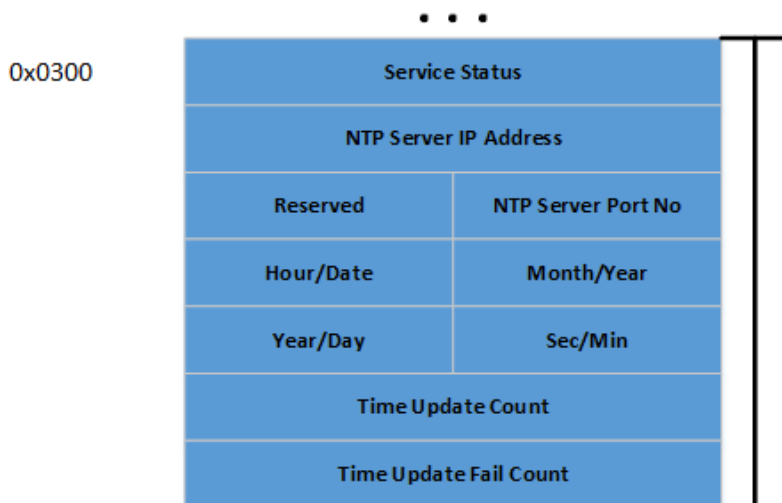 • • •
0x0300
Service Status
NTP Server IP Address
Reserved
NTP Server Port No
Hour/Date
Month/Year
Year/Day
Sec/Min
Time Update Count
Time Update Fail Count